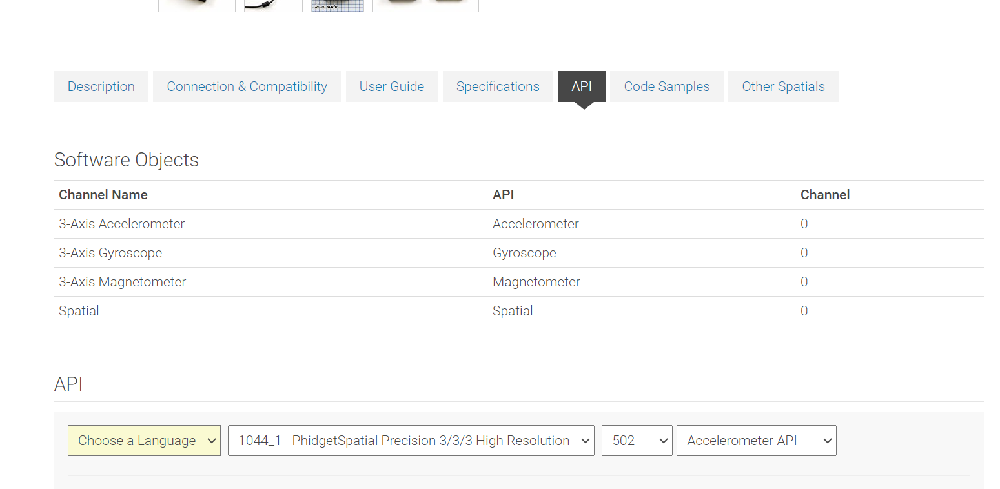 5mm scale
Description Connection & Compatibility User Guide Specifications API Code Samples Other Spatials
Software Objects
Channel Name API Channel
3-Axis Accelerometer Accelerometer 0
3-Axis Gyroscope Gyroscope 0
3-Axis Magnetometer Magnetometer 0
Spatial Spatial 0
API
Choose a Language 1044_1 - PhidgetSpatial Precision 3/3/3 High Resolution 502 Accelerometer API